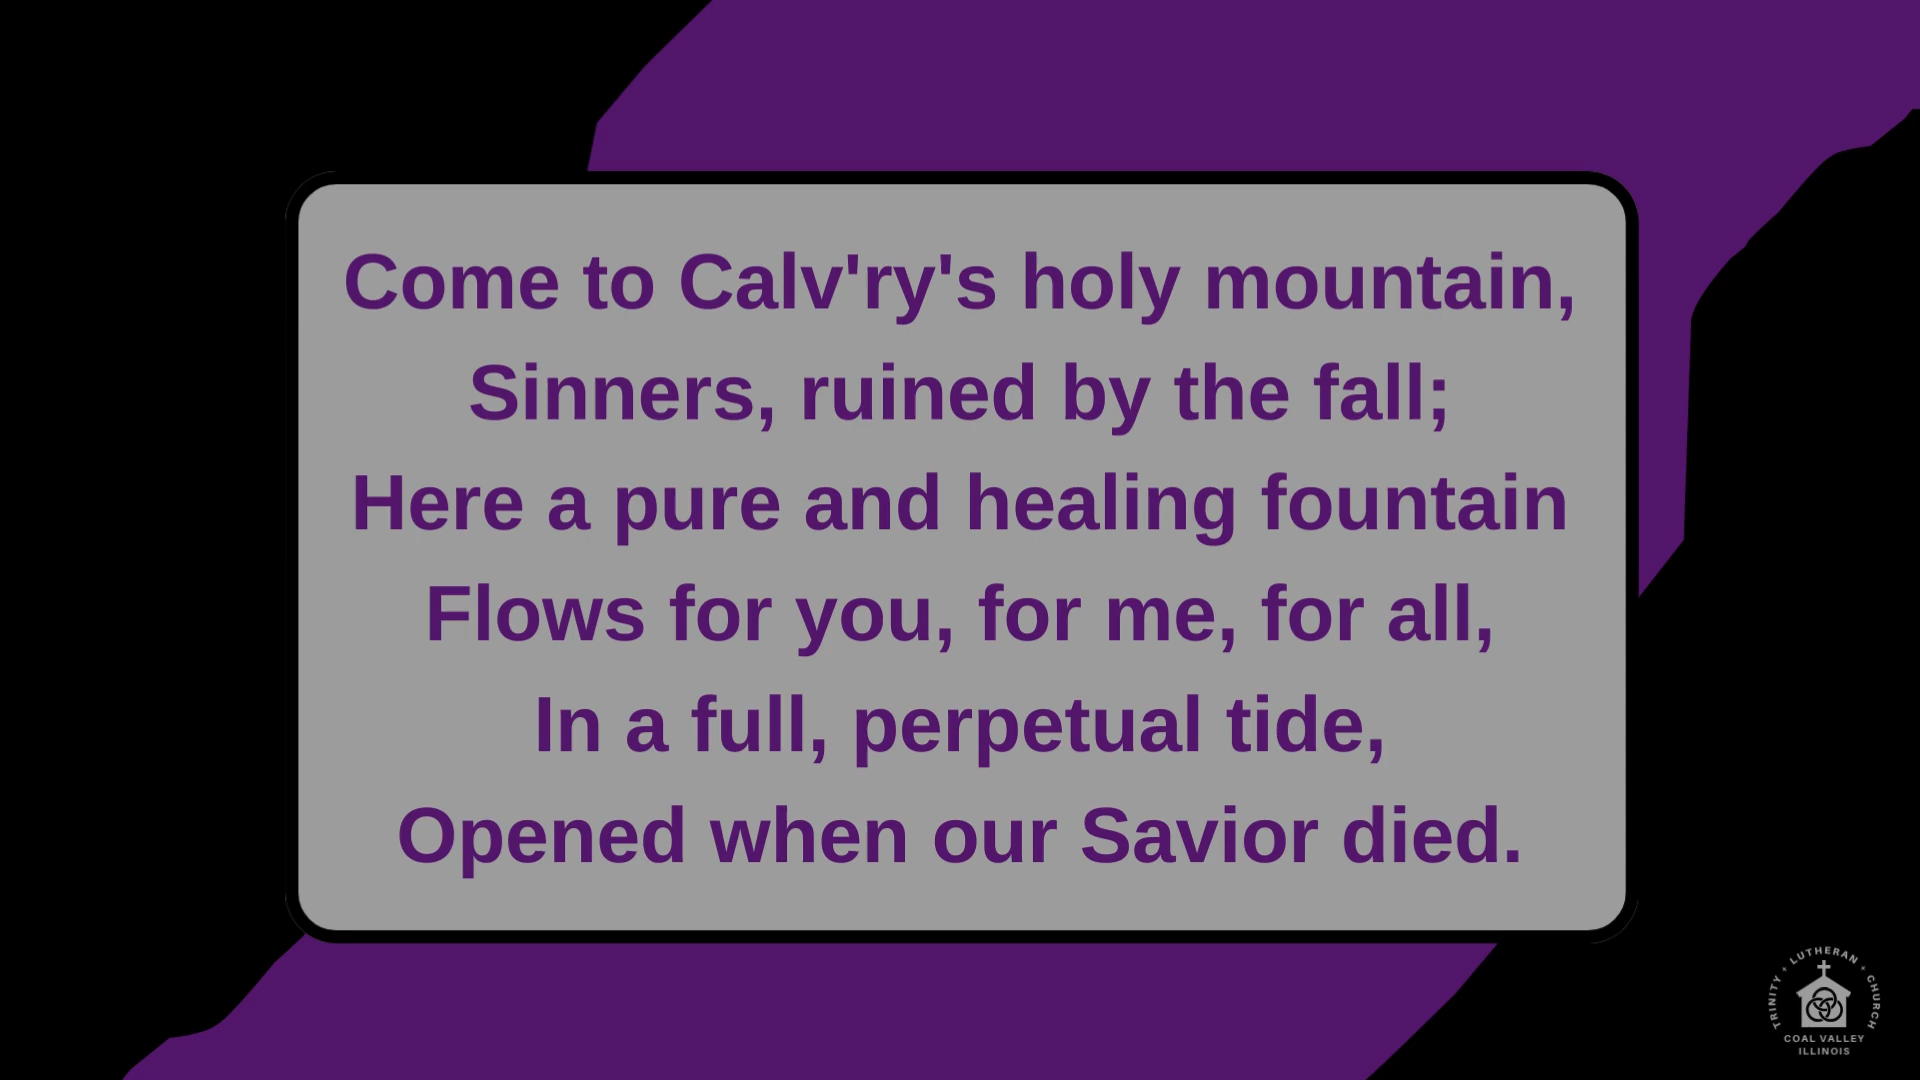 Come to Calv'ry's holy mountain,
Sinners, ruined by the fall;
Here a pure and healing fountain
Flows for you, for me, for all,
In a full, perpetual tide,
Opened when our Savior died.
TRINITY + LUTHERAN + CHURCH
COAL VALLEY
ILLINOIS